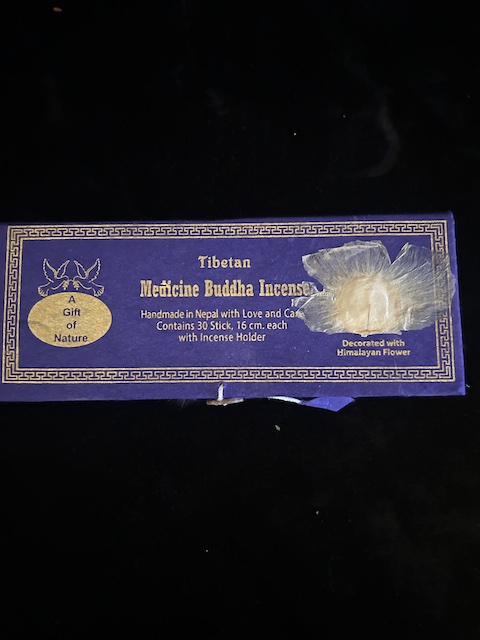 Tibetan
Medicine Buddha Incense
Handmade in Nepal with Love and Care
Contains 30 Stick, 16 cm. each
with Incense Holder
A
Gift
of
Nature
Decorated with
Himalayan Flower